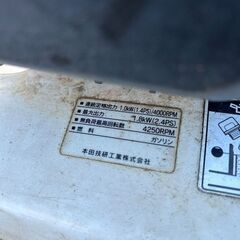 連続定格出力 1.0kW(1.4PS)/4000RPM
最大出力 1.8kW(2.4PS)
無負荷最高回転数 4250RPM
燃料 ガソリン
本田技研工業株式会社